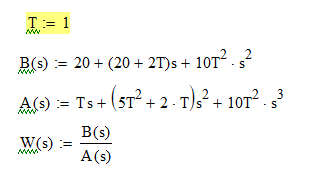 T := 1
B(s) := 20 + (20 + 2T)s + 10T² · s²
A(s) := Ts + (5T² + 2 · T)s² + 10T² · s³
W(s) := B(s) / A(s)